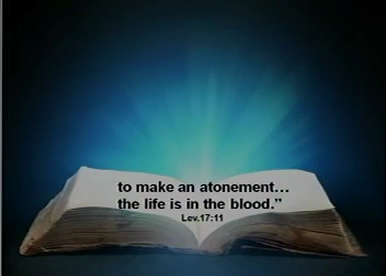 to make an atonement…
the life is in the blood.”
Lev.17:11